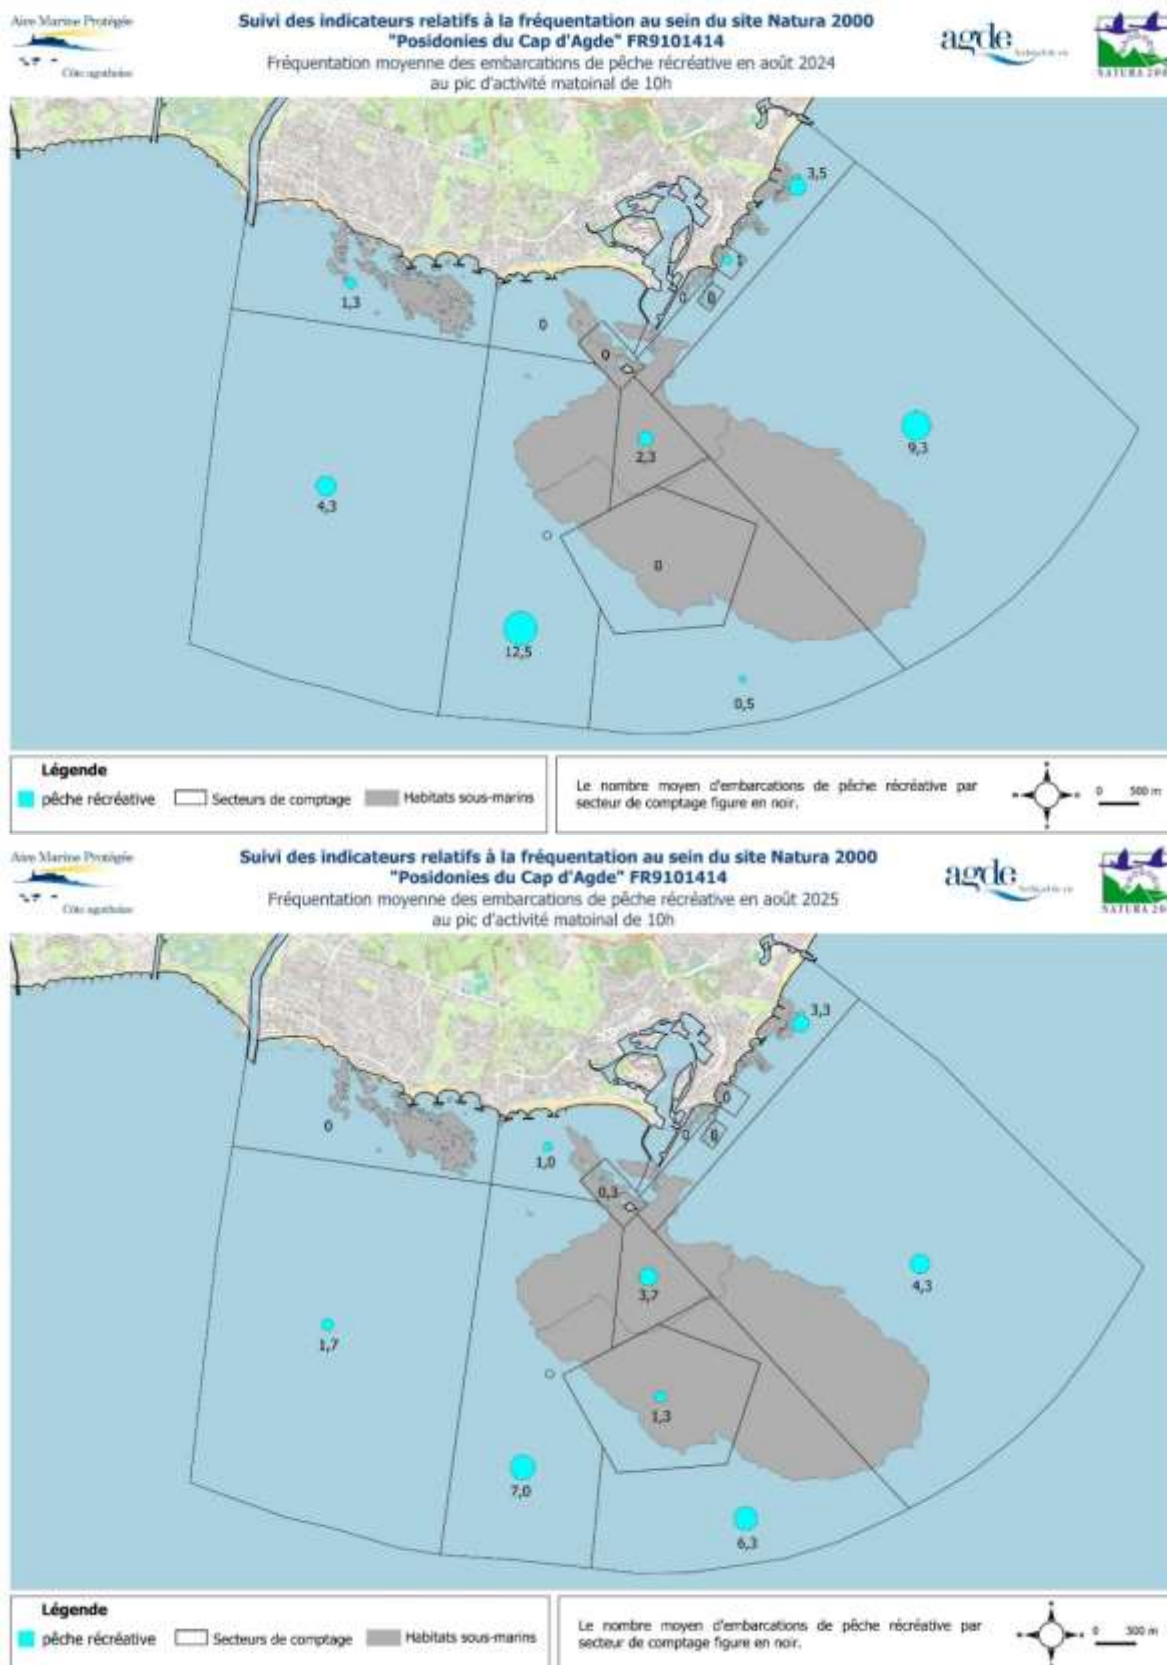 Aire Marine Protégée
Côte agathoise
Suivi des indicateurs relatifs à la fréquentation au sein du site Natura 2000
"Posidonies du Cap d'Agde" FR9101414
Fréquentation moyenne des embarcations de pêche récréative en août 2024
au pic d'activité matoinal de 10h
agde
NATURA 200
3,5
0
0
1,3
0
0
2,3
9,3
4,3
0
12,5
0,5
Légende
pêche récréative
Secteurs de comptage
Habitats sous-marins
Le nombre moyen d'embarcations de pêche récréative par
secteur de comptage figure en noir.
0 500 m
Aire Marine Protégée
Côte agathoise
Suivi des indicateurs relatifs à la fréquentation au sein du site Natura 2000
"Posidonies du Cap d'Agde" FR9101414
Fréquentation moyenne des embarcations de pêche récréative en août 2025
au pic d'activité matoinal de 10h
agde
NATURA 200
3,3
0
0
0
0
1,0
0,3
3,7
4,3
1,7
1,3
7,0
6,3
Légende
pêche récréative
Secteurs de comptage
Habitats sous-marins
Le nombre moyen d'embarcations de pêche récréative par
secteur de comptage figure en noir.
0 500 m